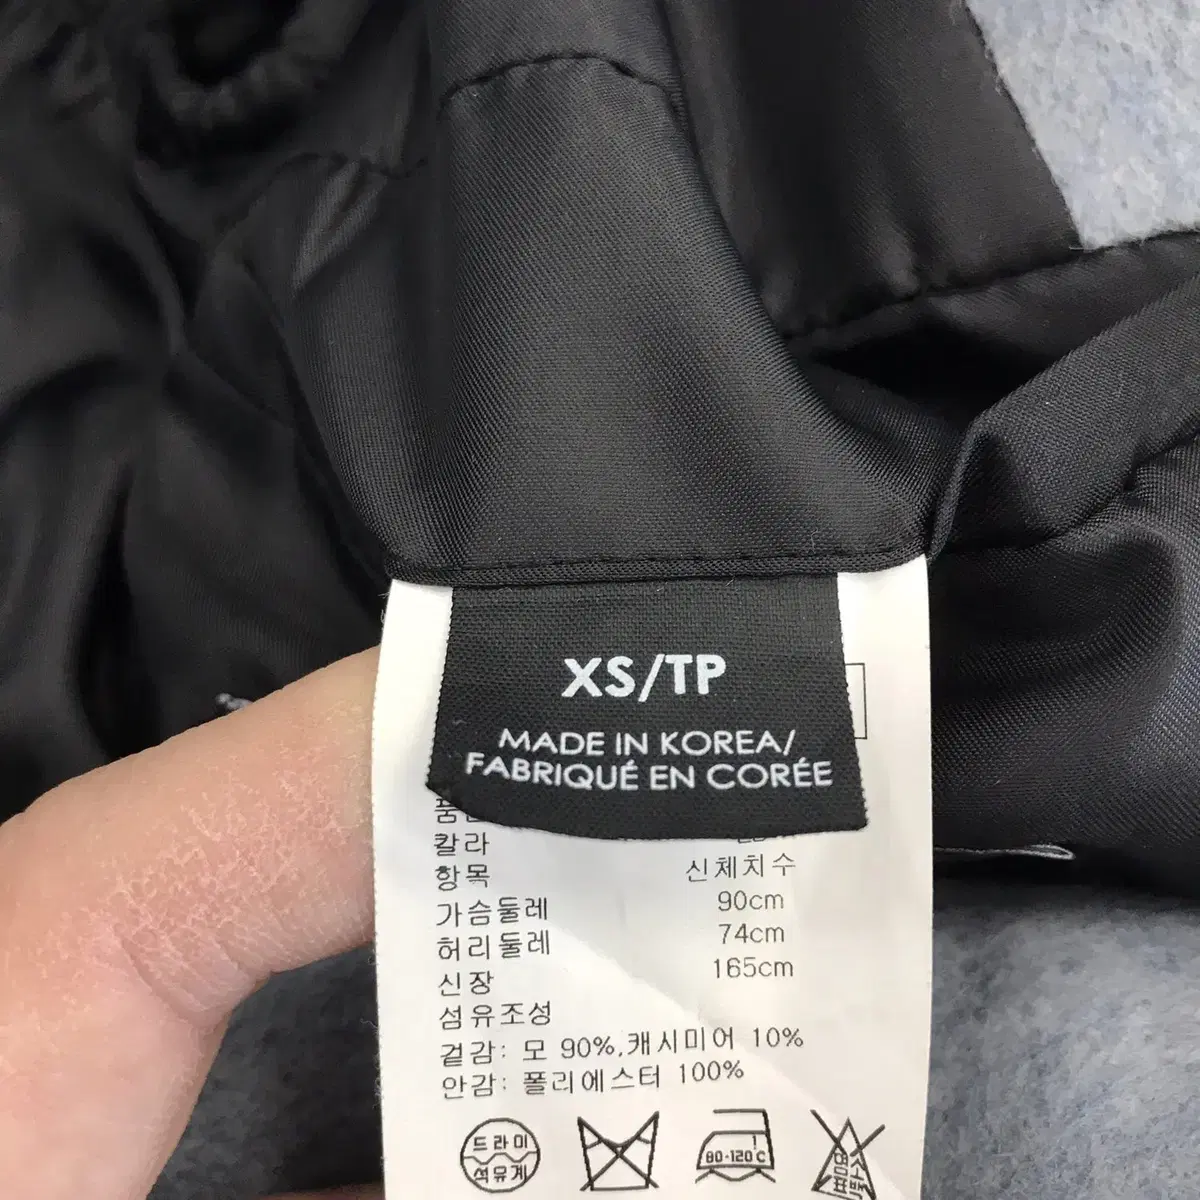 XS/TP
MADE IN KOREA/
FABRIQUÉ EN CORÉE
칼라
항목 신체치수
가슴둘레 90cm
허리둘레 74cm
신장 165cm
섬유조성
겉감: 모 90%,캐시미어 10%
안감: 폴리에스터 100%
드라이
석유계
80-120℃